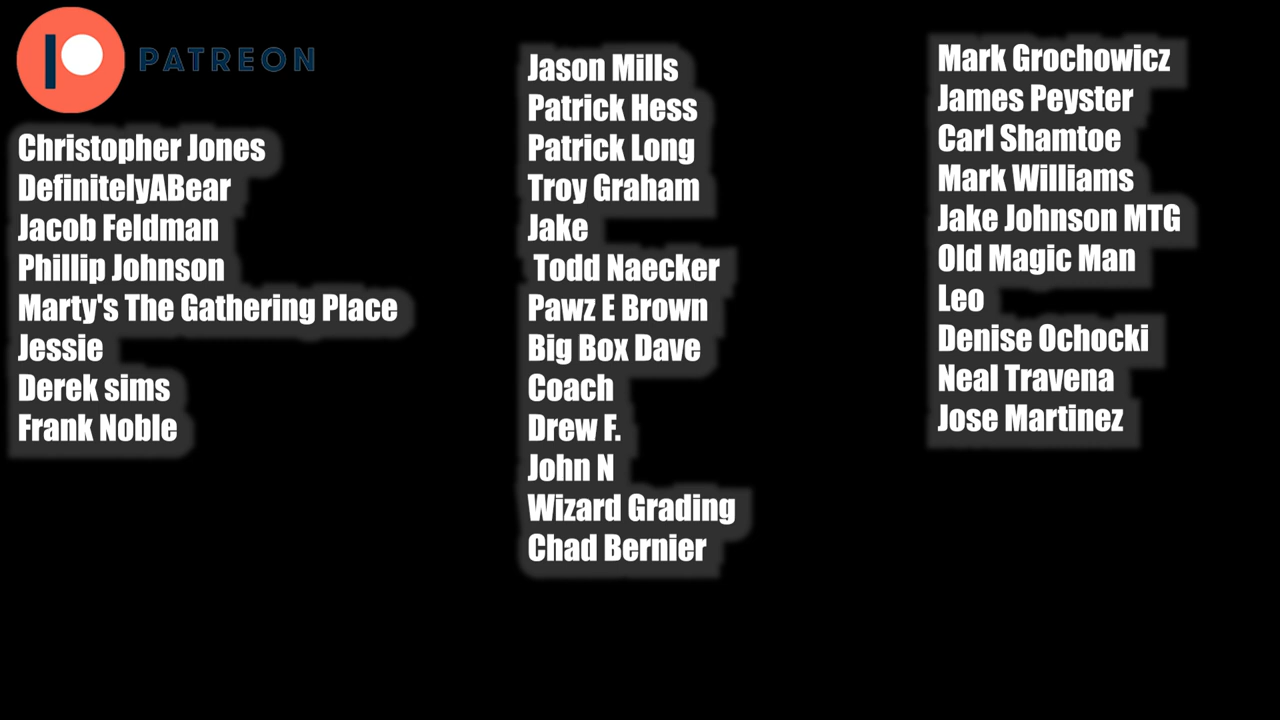 PATREON
Christopher Jones
DefinitelyABear
Jacob Feldman
Phillip Johnson
Marty's The Gathering Place
Jessie
Derek sims
Frank Noble
Jason Mills
Patrick Hess
Patrick Long
Troy Graham
Jake
Todd Naecker
Pawz E Brown
Big Box Dave
Coach
Drew F.
John N
Wizard Grading
Chad Bernier
Mark Grochowicz
James Peyster
Carl Shamtoe
Mark Williams
Jake Johnson MTG
Old Magic Man
Leo
Denise Ochocki
Neal Travena
Jose Martinez